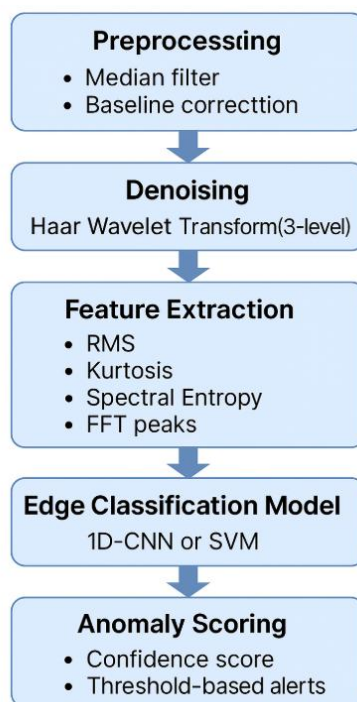 Preprocessing
• Median filter
• Baseline correcttion
Denoising
Haar Wavelet Transform(3-level)
Feature Extraction
• RMS
• Kurtosis
• Spectral Entropy
• FFT peaks
Edge Classification Model
1D-CNN or SVM
Anomaly Scoring
• Confidence score
• Threshold-based alerts